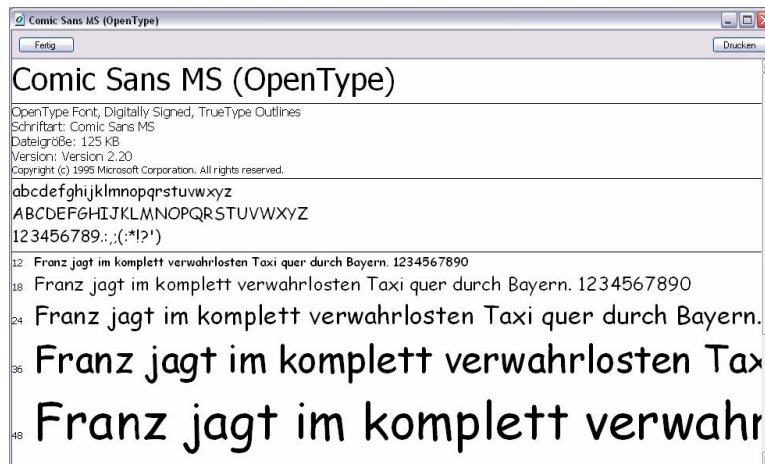 Comic Sans MS (OpenType)
Fertig
Drucken
Comic Sans MS (OpenType)
OpenType Font, Digitally Signed, TrueType Outlines
Schriftart: Comic Sans MS
Dateigröße: 125 KB
Version: Version 2.20
Copyright (c) 1995 Microsoft Corporation. All rights reserved.
abcdefghijklmnopqrstuvwxyz
ABCDEFGHIJKLMNOPQRSTUVWXYZ
123456789.:,;(:*!?')
12 Franz jagt im komplett verwahrlosten Taxi quer durch Bayern. 1234567890
18 Franz jagt im komplett verwahrlosten Taxi quer durch Bayern. 1234567890
24 Franz jagt im komplett verwahrlosten Taxi quer durch Bayern.
36 Franz jagt im komplett verwahrlosten Tax
48 Franz jagt im komplett verwahr